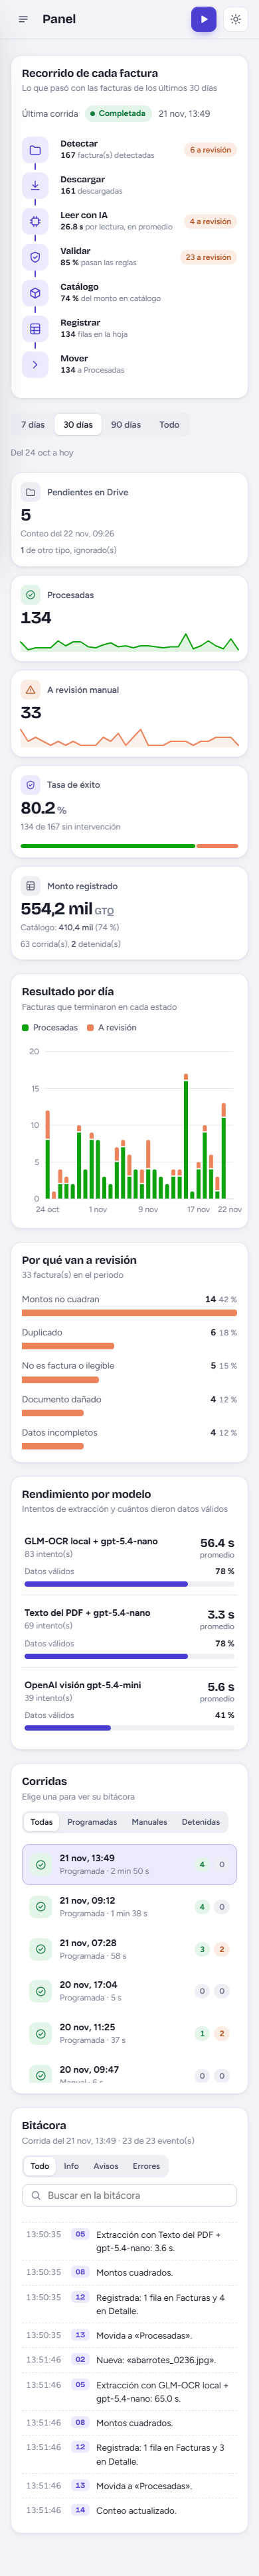 Panel
Recorrido de cada factura
Lo que pasó con las facturas de los últimos 30 días
Última corrida Completada 21 nov, 13:49
Detectar
167 factura(s) detectadas
6 a revisión
Descargar
161 descargadas
Leer con IA
26.8 s por lectura, en promedio
4 a revisión
Validar
85 % pasan las reglas
23 a revisión
Catálogo
74 % del monto en catálogo
Registrar
134 filas en la hoja
Mover
134 a Procesadas
7 días 30 días 90 días Todo
Del 24 oct a hoy
Pendientes en Drive
5
Conteo del 22 nov, 09:26
1 de otro tipo, ignorado(s)
Procesadas
134
A revisión manual
33
Tasa de éxito
80.2 %
134 de 167 sin intervención
Monto registrado
554,2 mil GTQ
Catálogo: 410,4 mil (74 %)
63 corrida(s), 2 detenida(s)
Resultado por día
Facturas que terminaron en cada estado
Procesadas A revisión
20
15
10
5
0
24 oct 1 nov 9 nov 17 nov 22 nov
Por qué van a revisión
33 factura(s) en el periodo
Montos no cuadran 14 42 %
Duplicado 6 18 %
No es factura o ilegible 5 15 %
Documento dañado 4 12 %
Datos incompletos 4 12 %
Rendimiento por modelo
Intentos de extracción y cuántos dieron datos válidos
GLM-OCR local + gpt-5.4-nano 56.4 s
83 intento(s) promedio
Datos válidos 78 %
Texto del PDF + gpt-5.4-nano 3.3 s
69 intento(s) promedio
Datos válidos 78 %
OpenAI visión gpt-5.4-mini 5.6 s
39 intento(s) promedio
Datos válidos 41 %
Corridas
Elige una para ver su bitácora
Todas Programadas Manuales Detenidas
21 nov, 13:49
Programada · 2 min 50 s
4 0
21 nov, 09:12
Programada · 1 min 38 s
4 0
21 nov, 07:28
Programada · 58 s
3 2
20 nov, 17:04
Programada · 5 s
0 0
20 nov, 11:25
Programada · 37 s
1 2
20 nov, 09:47
Manual · 6 s
0 0
Bitácora
Corrida del 21 nov, 13:49 · 23 de 23 evento(s)
Todo Info Avisos Errores
Buscar en la bitácora
13:50:35 05 Extracción con Texto del PDF +
gpt-5.4-nano: 3.6 s.
13:50:35 08 Montos cuadrados.
13:50:35 12 Registrada: 1 fila en Facturas y 4
en Detalle.
13:50:35 13 Movida a «Procesadas».
13:51:46 02 Nueva: «abarrotes_0236.jpg».
13:51:46 05 Extracción con GLM-OCR local +
gpt-5.4-nano: 65.0 s.
13:51:46 08 Montos cuadrados.
13:51:46 12 Registrada: 1 fila en Facturas y 3
en Detalle.
13:51:46 13 Movida a «Procesadas».
13:51:46 14 Conteo actualizado.